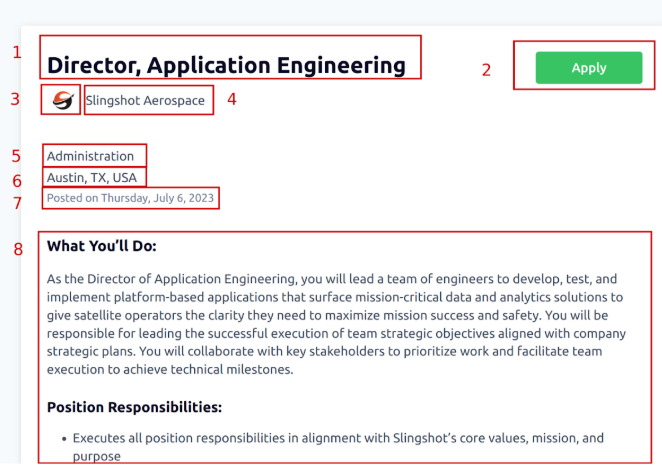 1
Director, Application Engineering
2
Apply
3
Slingshot Aerospace
4
5
Administration
6
Austin, TX, USA
7
Posted on Thursday, July 6, 2023
8
What You’ll Do:
As the Director of Application Engineering, you will lead a team of engineers to develop, test, and
implement platform-based applications that surface mission-critical data and analytics solutions to
give satellite operators the clarity they need to maximize mission success and safety. You will be
responsible for leading the successful execution of team strategic objectives aligned with company
strategic plans. You will collaborate with key stakeholders to prioritize work and facilitate team
execution to achieve technical milestones.
Position Responsibilities:
• Executes all position responsibilities in alignment with Slingshot’s core values, mission, and
purpose